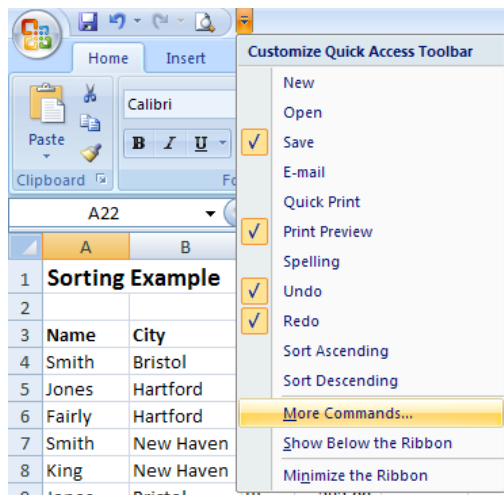 Customize Quick Access Toolbar
Home Insert
New
Open
Save
E-mail
Quick Print
Print Preview
Spelling
Undo
Redo
Sort Ascending
Sort Descending
More Commands...
Show Below the Ribbon
Minimize the Ribbon
Paste
Calibri
B I U
Clipboard
A22
A B
1 Sorting Example
2
3 Name City
4 Smith Bristol
5 Jones Hartford
6 Fairly Hartford
7 Smith New Haven
8 King New Haven